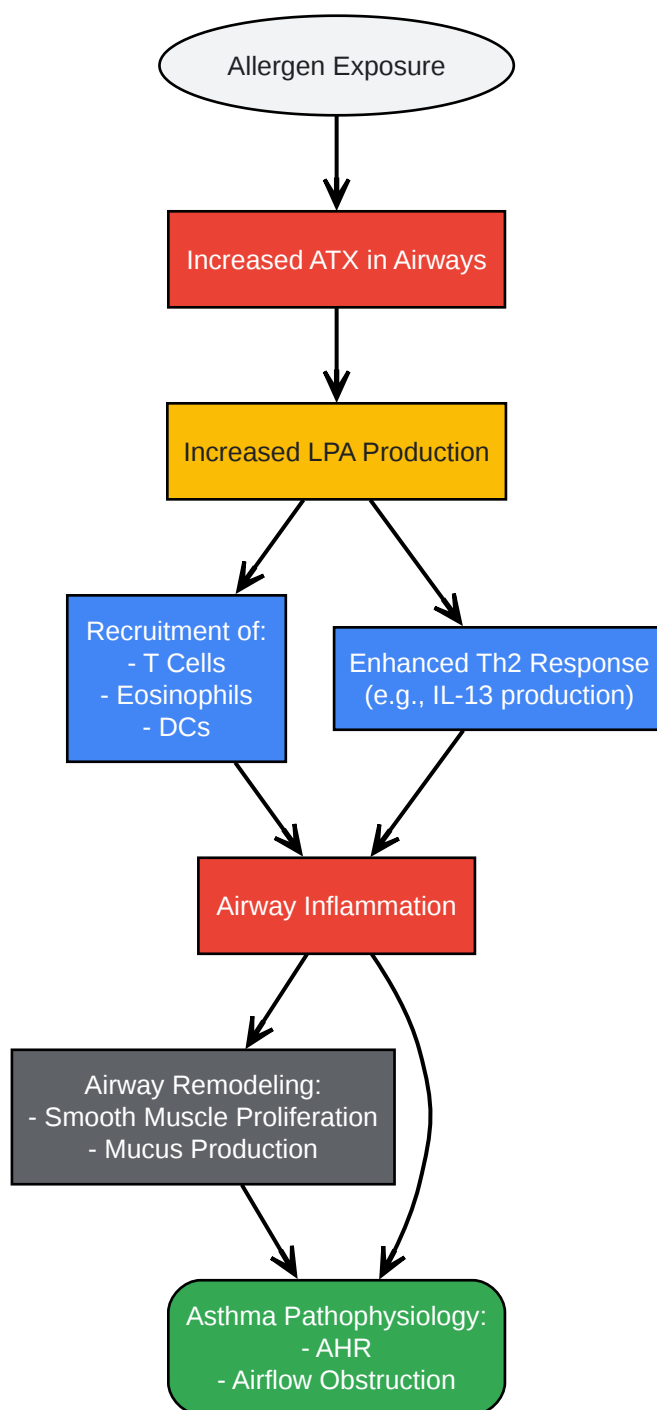 Allergen Exposure
Increased ATX in Airways
Increased LPA Production
Recruitment of:
- T Cells
- Eosinophils
- DCs
Enhanced Th2 Response
(e.g., IL-13 production)
Airway Inflammation
Airway Remodeling:
- Smooth Muscle Proliferation
- Mucus Production
Asthma Pathophysiology:
- AHR
- Airflow Obstruction